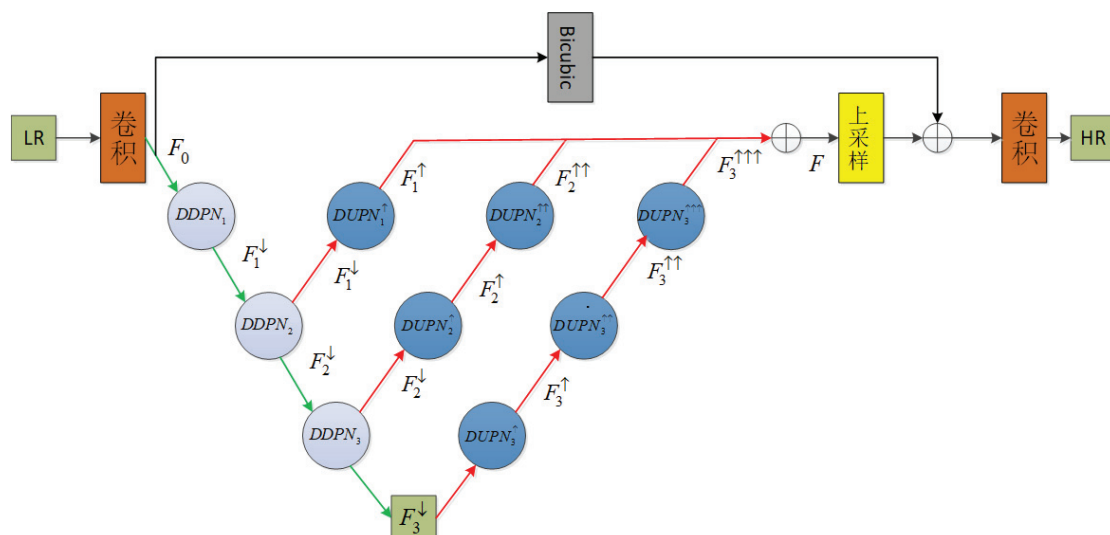 Bicubic
LR
卷积
F₀
F₁^↑
F₂^↑↑
F₃^↑↑↑
F
上采样
卷积
HR
DDPN₁
DUPN₁^↑
DUPN₂^↑↑
DUPN₃^↑↑↑
F₁^↓
F₁^↓
F₂^↑
F₃^↑↑
DDPN₂
DUPN₂^↑
DUPN₃^↑↑
F₂^↓
F₂^↓
F₃^↑
DDPN₃
DUPN₃^↑
F₃^↓